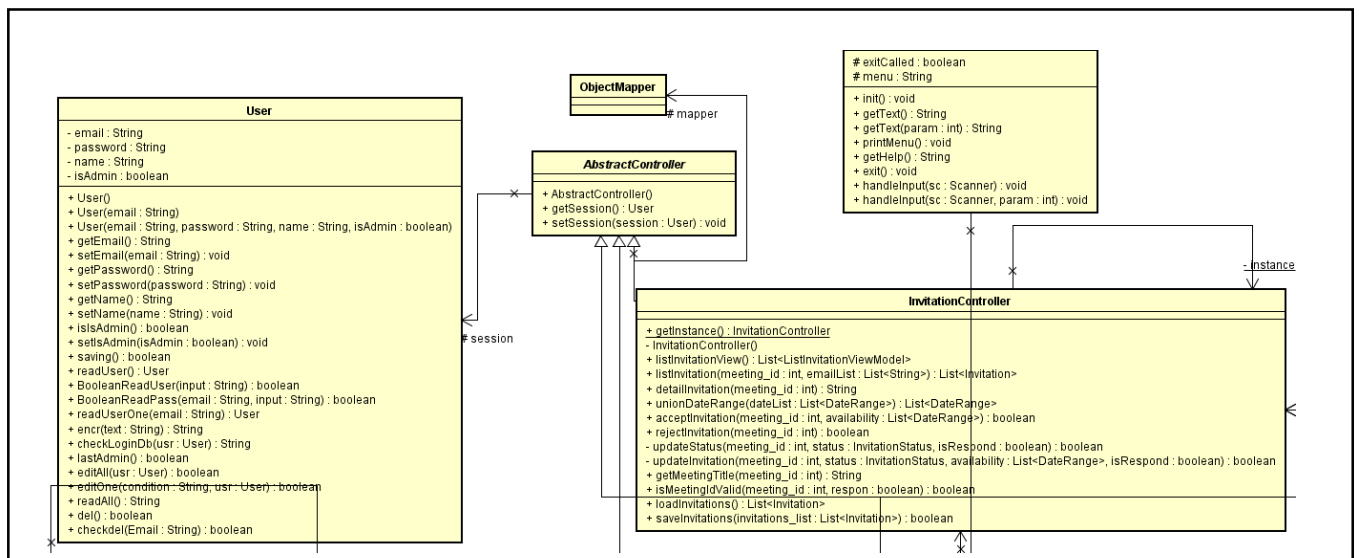 User
- email : String
- password : String
- name : String
- isAdmin : boolean
+ User()
+ User(email : String)
+ User(email : String, password : String, name : String, isAdmin : boolean)
+ getEmail() : String
+ setEmail(email : String) : void
+ getPassword() : String
+ setPassword(password : String) : void
+ getName() : String
+ setName(name : String) : void
+ isIsAdmin() : boolean
+ setIsAdmin(isAdmin : boolean) : void
+ saving() : boolean
+ readUser() : User
+ BooleanReadUser(input : String) : boolean
+ BooleanReadPass(email : String, input : String) : boolean
+ readUserOne(email : String) : User
+ encr(text : String) : String
+ checkLoginDb(usr : User) : String
+ lastAdmin() : boolean
+ editAll(usr : User) : boolean
+ editOne(condition : String, usr : User) : boolean
+ readAll() : String
+ del() : boolean
+ checkdel(Email : String) : boolean
# session
ObjectMapper
# mapper
AbstractController
+ AbstractController()
+ getSession() : User
+ setSession(session : User) : void
# exitCalled : boolean
# menu : String
+ init() : void
+ getText() : String
+ getText(param : int) : String
+ printMenu() : void
+ getHelp() : String
+ exit() : void
+ handleInput(sc : Scanner) : void
+ handleInput(sc : Scanner, param : int) : void
- instance
InvitationController
+ getInstance() : InvitationController
- InvitationController()
+ listInvitationView() : List<ListInvitationViewModel>
+ listInvitation(meeting_id : int, emailList : List<String>) : List<Invitation>
+ detailInvitation(meeting_id : int) : String
+ unionDateRange(dateList : List<DateRange>) : List<DateRange>
+ acceptInvitation(meeting_id : int, availability : List<DateRange>) : boolean
+ rejectInvitation(meeting_id : int) : boolean
- updateStatus(meeting_id : int, status : InvitationStatus, isRespond : boolean) : boolean
- updateInvitation(meeting_id : int, status : InvitationStatus, availability : List<DateRange>, isRespond : boolean) : boolean
+ getMeetingTitle(meeting_id : int) : String
+ isMeetingIdValid(meeting_id : int, respon : boolean) : boolean
+ loadInvitations() : List<Invitation>
+ saveInvitations(invitations_list : List<Invitation>) : boolean